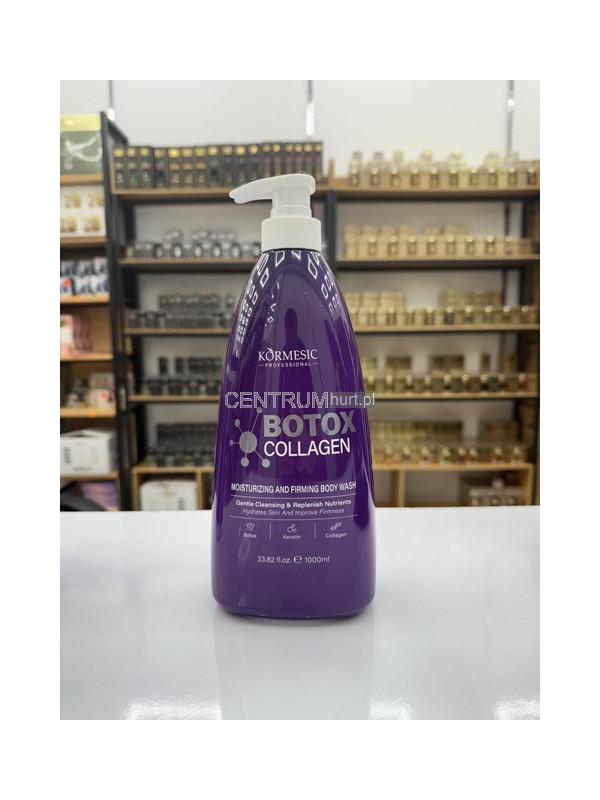 KORMESIC
PROFESSIONAL
CENTRUMhurt.pl
BOTOX
COLLAGEN
MOISTURIZING AND FIRMING BODY WASH
Gentle Cleansing & Replenish Nutrients
Hydrates Skin And Improve Firmness
Botox Keratin Collagen
33.82 fl.oz. ℮ 1000ml